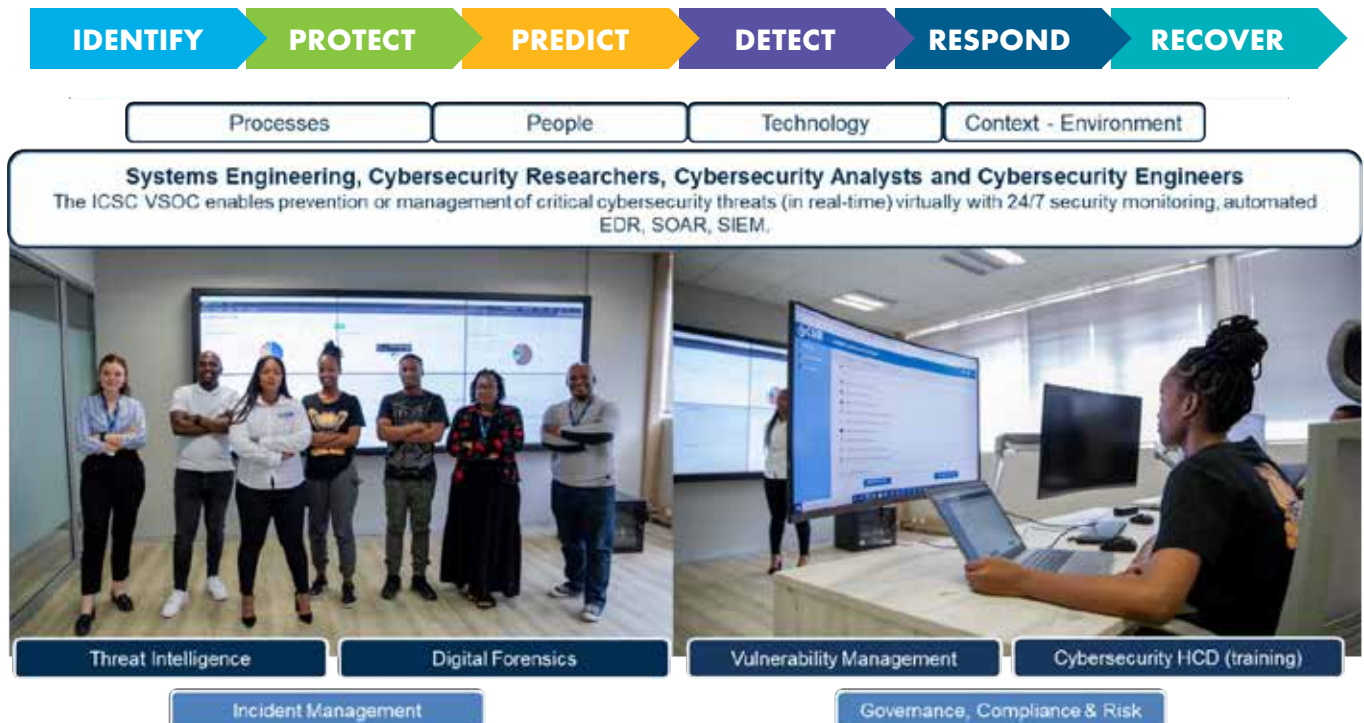 IDENTIFY PROTECT PREDICT DETECT RESPOND RECOVER
Processes People Technology Context - Environment
Systems Engineering, Cybersecurity Researchers, Cybersecurity Analysts and Cybersecurity Engineers
The ICSC VSOC enables prevention or management of critical cybersecurity threats (in real-time) virtually with 24/7 security monitoring, automated
EDR, SOAR, SIEM.
Threat Intelligence Digital Forensics Vulnerability Management Cybersecurity HCD (training)
Incident Management Governance, Compliance & Risk